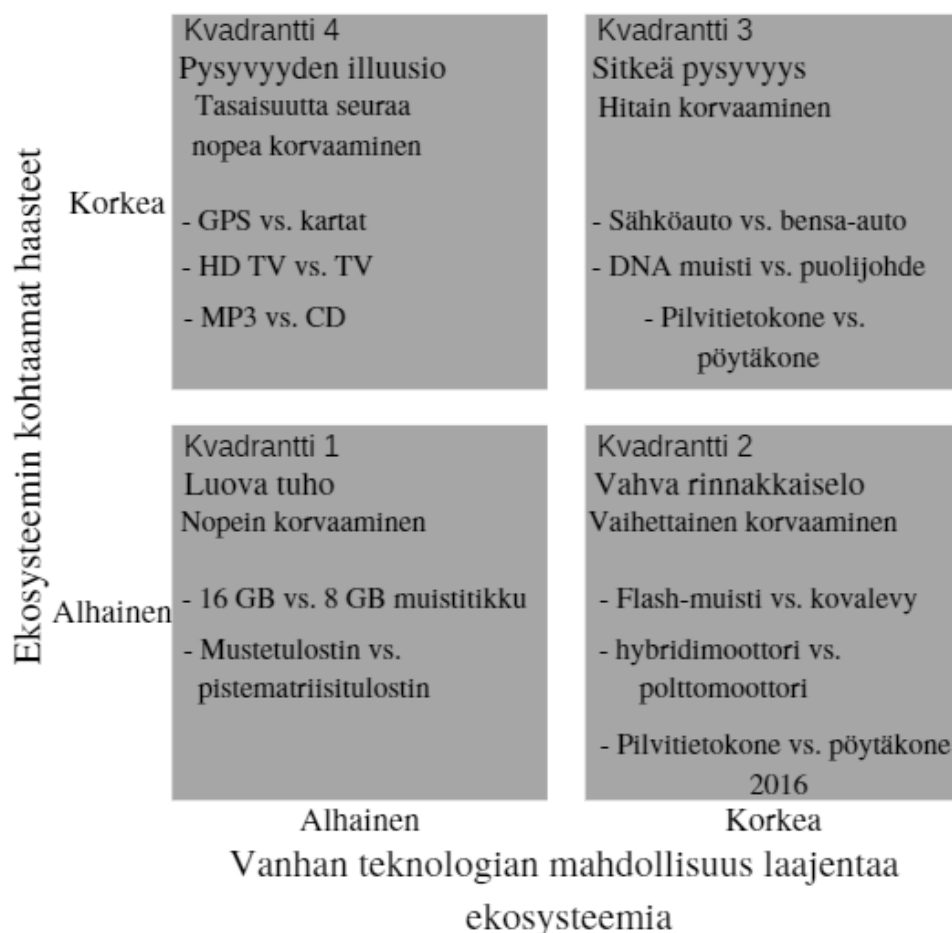 Ekosysteemin kohtaamat haasteet
Korkea
Kvadrantti 4
Pysyvyyden illuusio
Tasaisuutta seuraa
nopea korvaaminen
- GPS vs. kartat
- HD TV vs. TV
- MP3 vs. CD
Kvadrantti 3
Sitkeä pysyvyys
Hitain korvaaminen
- Sähköauto vs. bensa-auto
- DNA muisti vs. puolijohde
- Pilvitietokone vs.
pöytäkone
Alhainen
Kvadrantti 1
Luova tuho
Nopein korvaaminen
- 16 GB vs. 8 GB muistitikku
- Mustetulostin vs.
pistematriisitulostin
Kvadrantti 2
Vahva rinnakkaiselo
Vaihettainen korvaaminen
- Flash-muisti vs. kovalevy
- hybridimoottori vs.
polttomoottori
- Pilvitietokone vs. pöytäkone
2016
Alhainen
Korkea
Vanhan teknologian mahdollisuus laajentaa
ekosysteemia